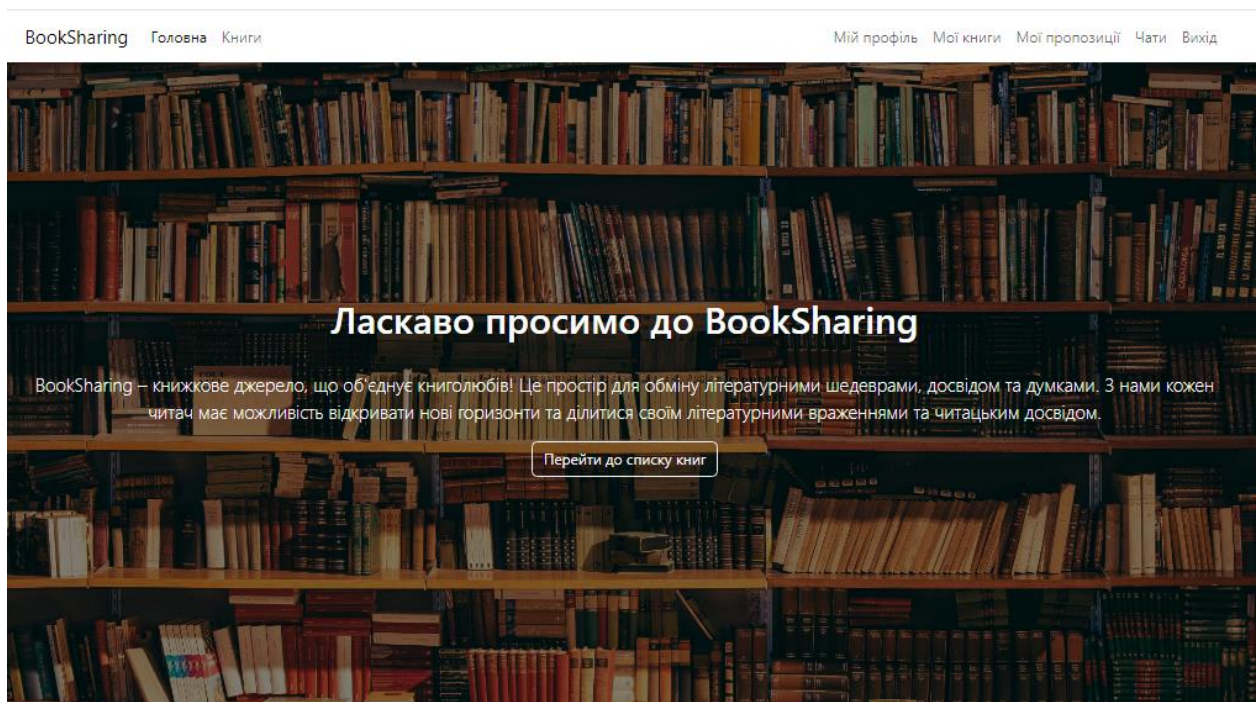 BookSharing Головна Книги Мій профіль Мої книги Мої пропозиції Чати Вихід
Ласкаво просимо до BookSharing
BookSharing – книжкове джерело, що об'єднує книголюбів! Це простір для обміну літературними шедеврами, досвідом та думками. З нами кожен
читач має можливість відкривати нові горизонти та ділитися своїм літературними враженнями та читацьким досвідом.
Перейти до списку книг